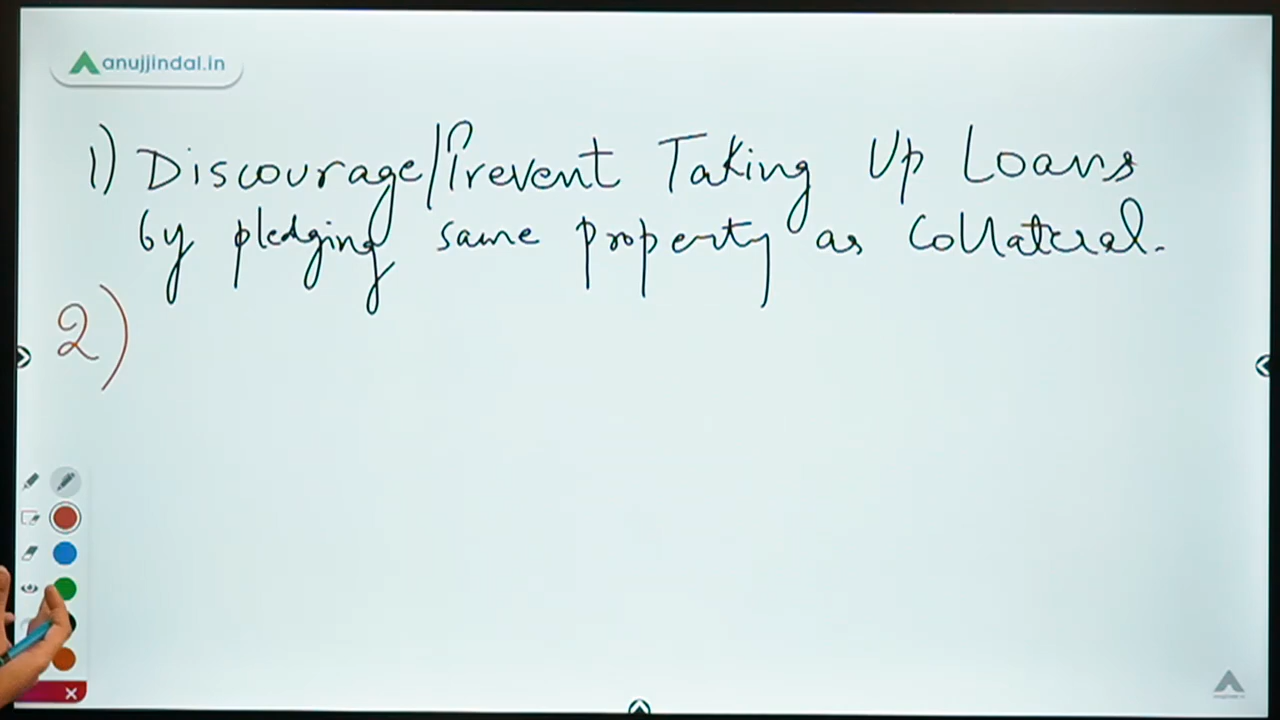 anujjindal.in
1) Discourage/Prevent Taking Up Loans
by pledging same property as Collateral.
2)